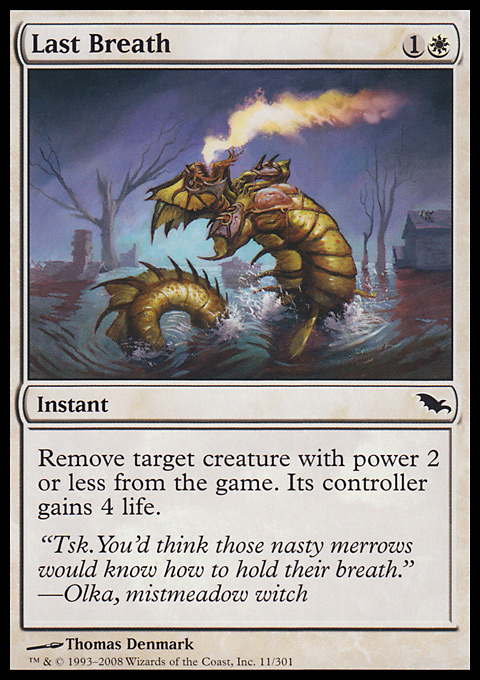 Last Breath 1
Instant
Remove target creature with power 2
or less from the game. Its controller
gains 4 life.
“Tsk.You’d think those nasty merrows
would know how to hold their breath.”
—Olka, mistmeadow witch
Thomas Denmark
™ & © 1993–2008 Wizards of the Coast, Inc. 11/301